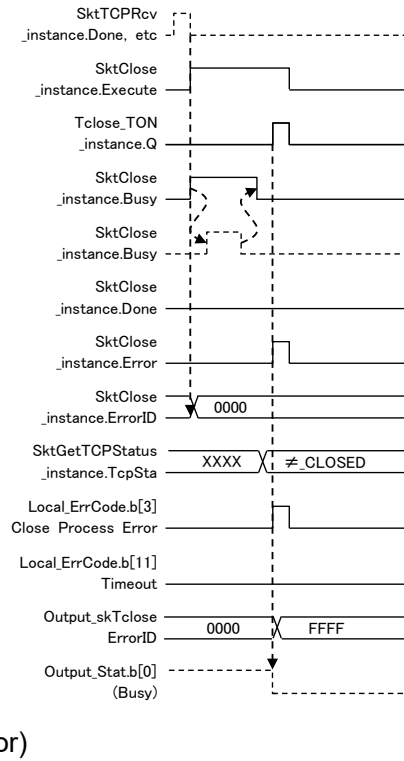 SktTCPRcv
_instance.Done, etc
SktClose
_instance.Execute
Tclose_TON
_instance.Q
SktClose
_instance.Busy
SktClose
_instance.Busy
SktClose
_instance.Done
SktClose
_instance.Error
SktClose
_instance.ErrorID
0000
SktGetTCPStatus
_instance.TcpSta
XXXX
≠_CLOSED
Local_ErrCode.b[3]
Close Process Error
Local_ErrCode.b[11]
Timeout
Output_skTclose
ErrorID
0000
FFFF
Output_Stat.b[0]
(Busy)
or)